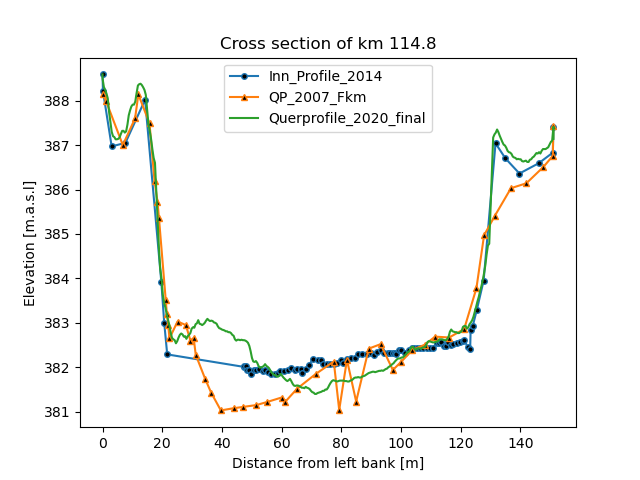 Cross section of km 114.8
Inn_Profile_2014
QP_2007_Fkm
Querprofile_2020_final
Elevation [m.a.s.l]
388
387
386
385
384
383
382
381
0 20 40 60 80 100 120 140
Distance from left bank [m]